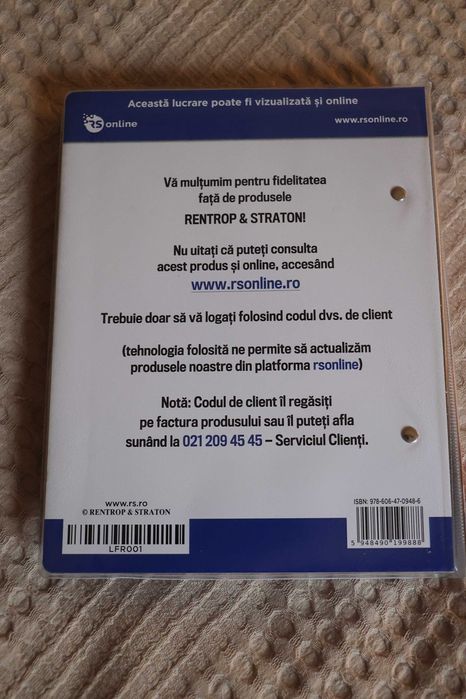 Această lucrare poate fi vizualizată și online
RS online
www.rsonline.ro
Vă mulțumim pentru fidelitatea
față de produsele
RENTROP & STRATON!
Nu uitați că puteți consulta
acest produs și online, accesând
www.rsonline.ro
Trebuie doar să vă logați folosind codul dvs. de client
(tehnologia folosită ne permite să actualizăm
produsele noastre din platforma rsonline)
Notă: Codul de client îl regăsiți
pe factura produsului sau îl puteți afla
sunând la 021 209 45 45 – Serviciul Clienți.
www.rs.ro
© RENTROP & STRATON
LFR001
ISBN: 978-606-47-0948-6
5 948490 199888